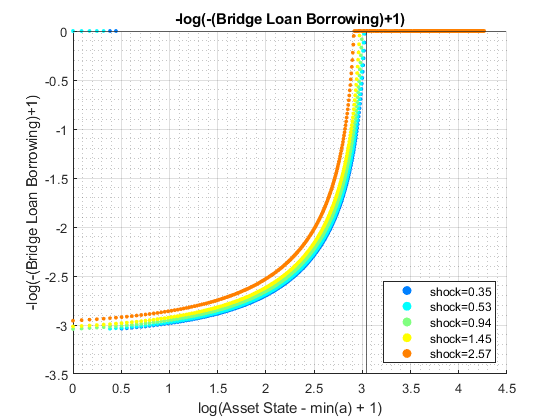 -log(-(Bridge Loan Borrowing)+1)
0
-0.5
-1
-1.5
-2
-2.5
-3
-3.5
-log(-(Bridge Loan Borrowing)+1)
shock=0.35
shock=0.53
shock=0.94
shock=1.45
shock=2.57
0 0.5 1 1.5 2 2.5 3 3.5 4 4.5
log(Asset State - min(a) + 1)